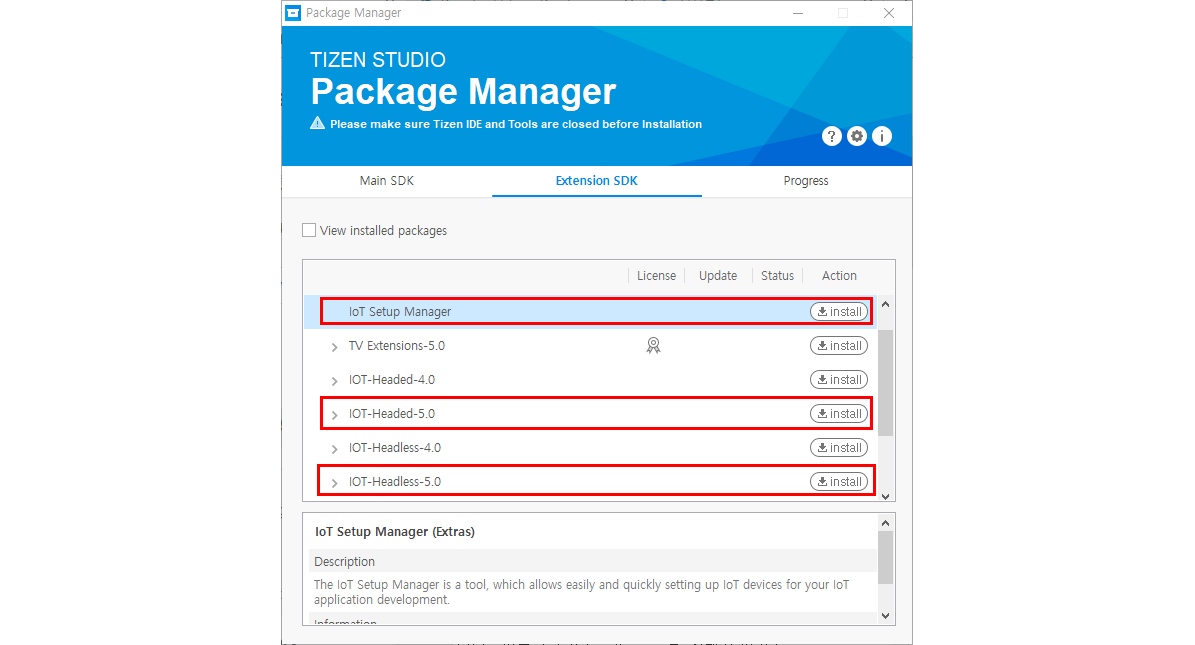 Package Manager
TIZEN STUDIO
Package Manager
Please make sure Tizen IDE and Tools are closed before Installation
? i
Main SDK Extension SDK Progress
View installed packages
License Update Status Action
IoT Setup Manager install
TV Extensions-5.0 install
IOT-Headed-4.0 install
IOT-Headed-5.0 install
IOT-Headless-4.0 install
IOT-Headless-5.0 install
IoT Setup Manager (Extras)
Description
The IoT Setup Manager is a tool, which allows easily and quickly setting up IoT devices for your IoT
application development.
Information